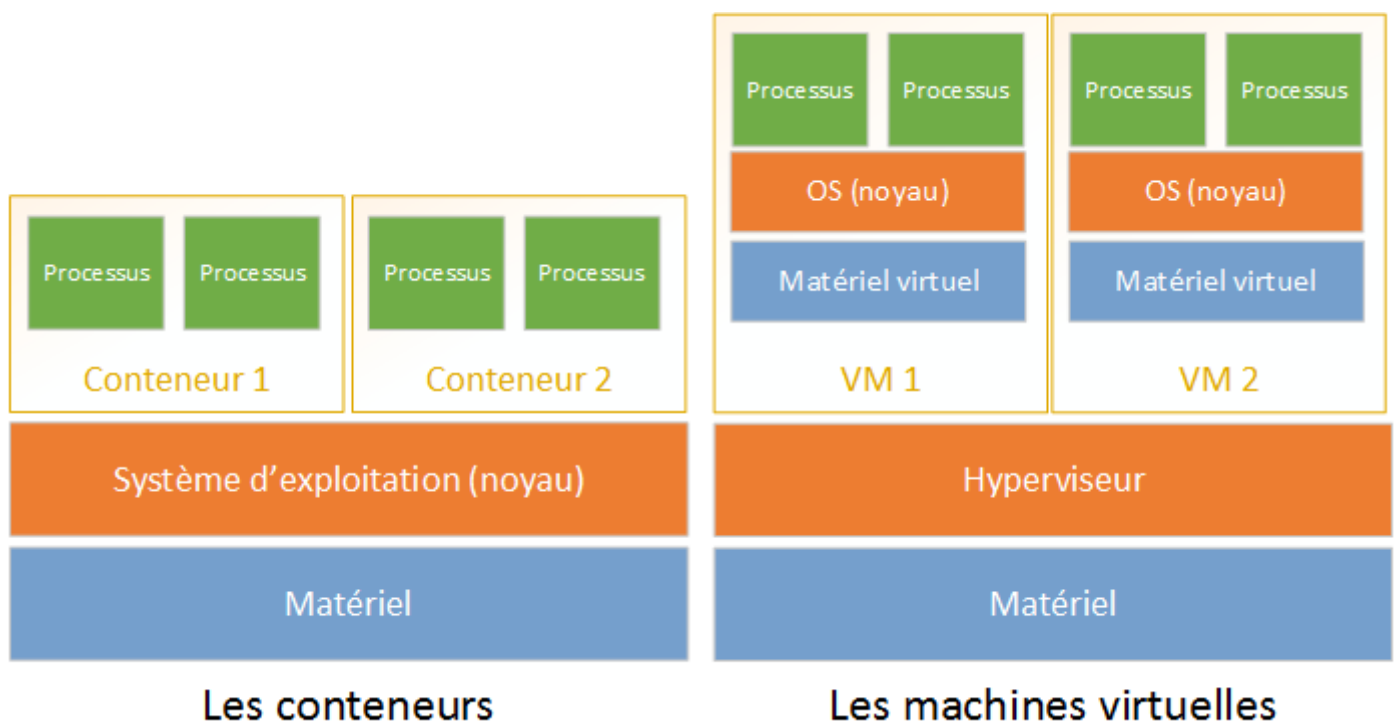 Processus Processus Processus Processus
OS (noyau) OS (noyau)
Matériel virtuel Matériel virtuel
VM 1 VM 2
Processus Processus Processus Processus
Conteneur 1 Conteneur 2
Système d’exploitation (noyau)
Hyperviseur
Matériel
Matériel
Les conteneurs
Les machines virtuelles